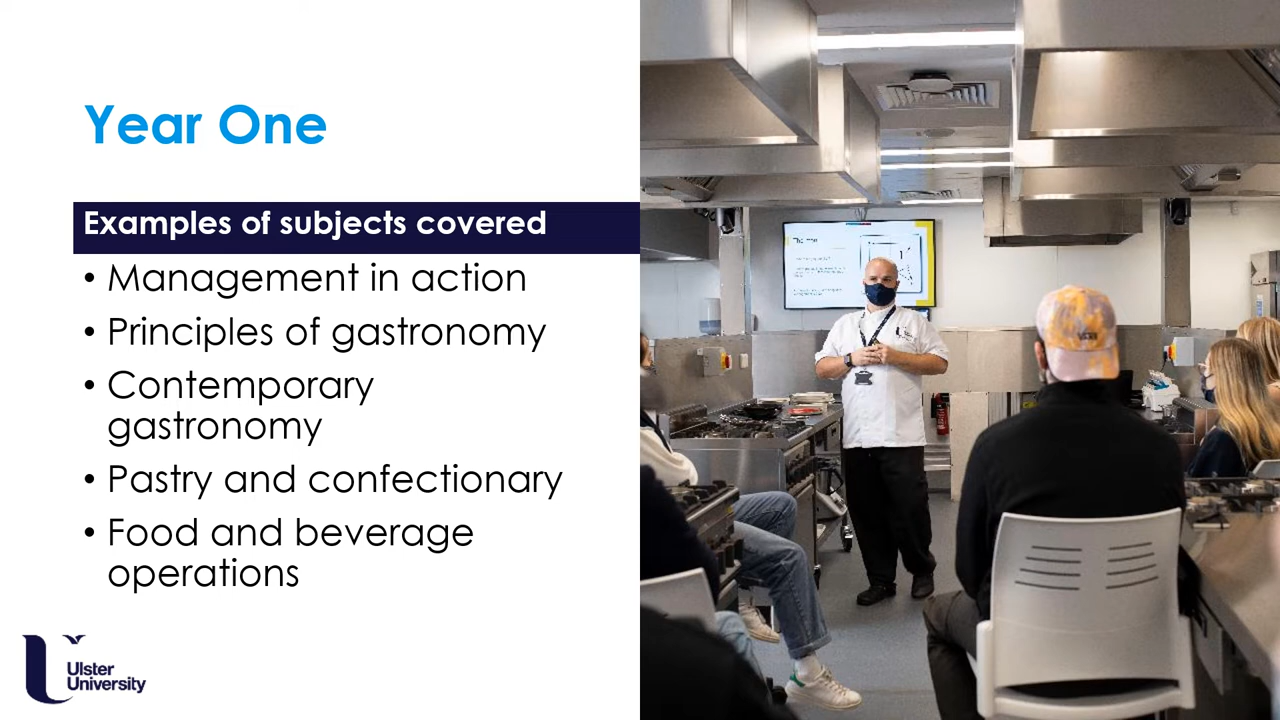 Year One
Examples of subjects covered
• Management in action
• Principles of gastronomy
• Contemporary
gastronomy
• Pastry and confectionary
• Food and beverage
operations
Ulster
University